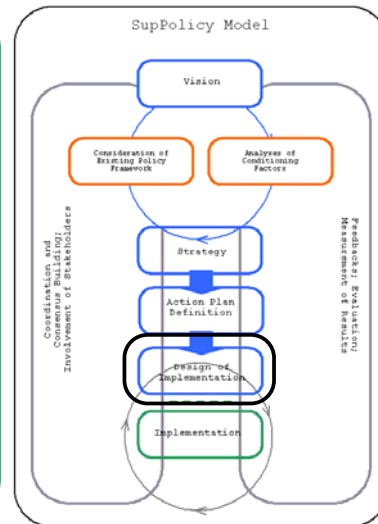 SupPolicy Model
Vision
Consideration of
Existing Policy
Framework
Analyses of
Conditioning
Factors
Coordination and
Consensus Building;
Involvement of Stakeholders
Feedbacks; Evaluation;
Measurement of Results
Strategy
Action Plan
Definition
Design of
Implementation
Implementation